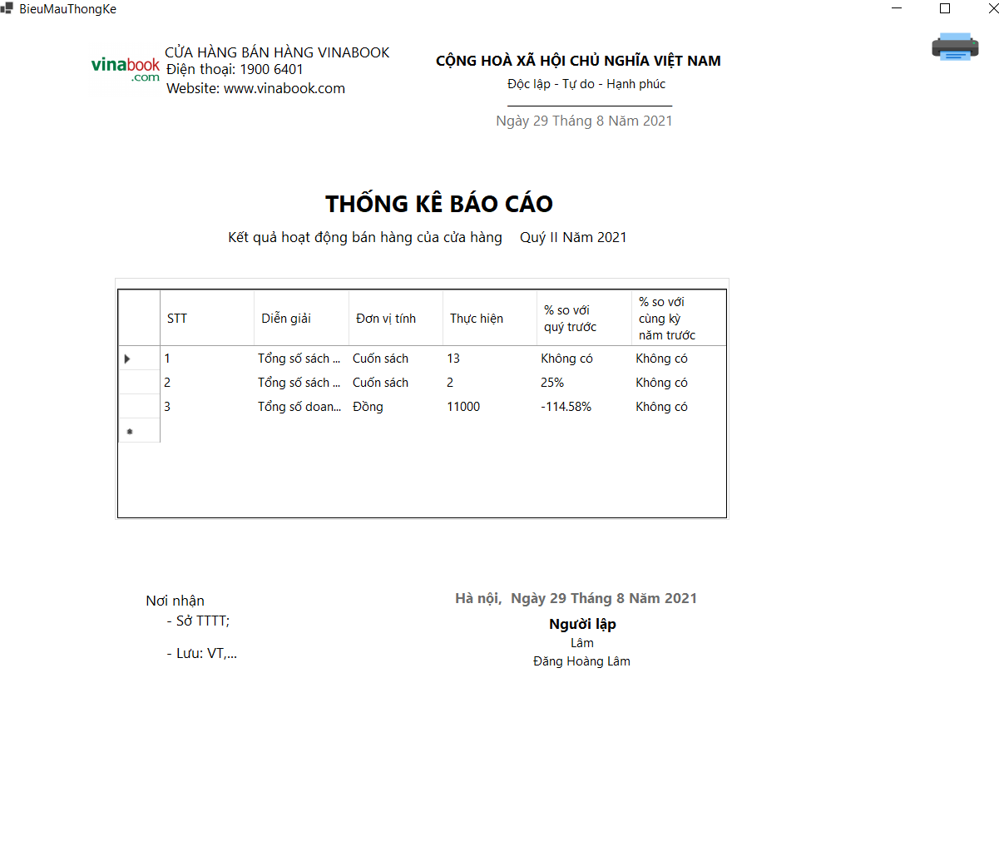 BieuMauThongKe
vinabook
.com
CỬA HÀNG BÁN HÀNG VINABOOK
Điện thoại: 1900 6401
Website: www.vinabook.com
CỘNG HOÀ XÃ HỘI CHỦ NGHĨA VIỆT NAM
Độc lập - Tự do - Hạnh phúc
Ngày 29 Tháng 8 Năm 2021
THỐNG KÊ BÁO CÁO
Kết quả hoạt động bán hàng của cửa hàng Quý II Năm 2021
STT Diễn giải Đơn vị tính Thực hiện % so với quý trước % so với cùng kỳ năm trước
1 Tổng số sách ... Cuốn sách 13 Không có Không có
2 Tổng số sách ... Cuốn sách 2 25% Không có
3 Tổng số doan... Đồng 11000 -114.58% Không có
Nơi nhận
- Sở TTTT;
- Lưu: VT,...
Hà nội, Ngày 29 Tháng 8 Năm 2021
Người lập
Lâm
Đăng Hoàng Lâm